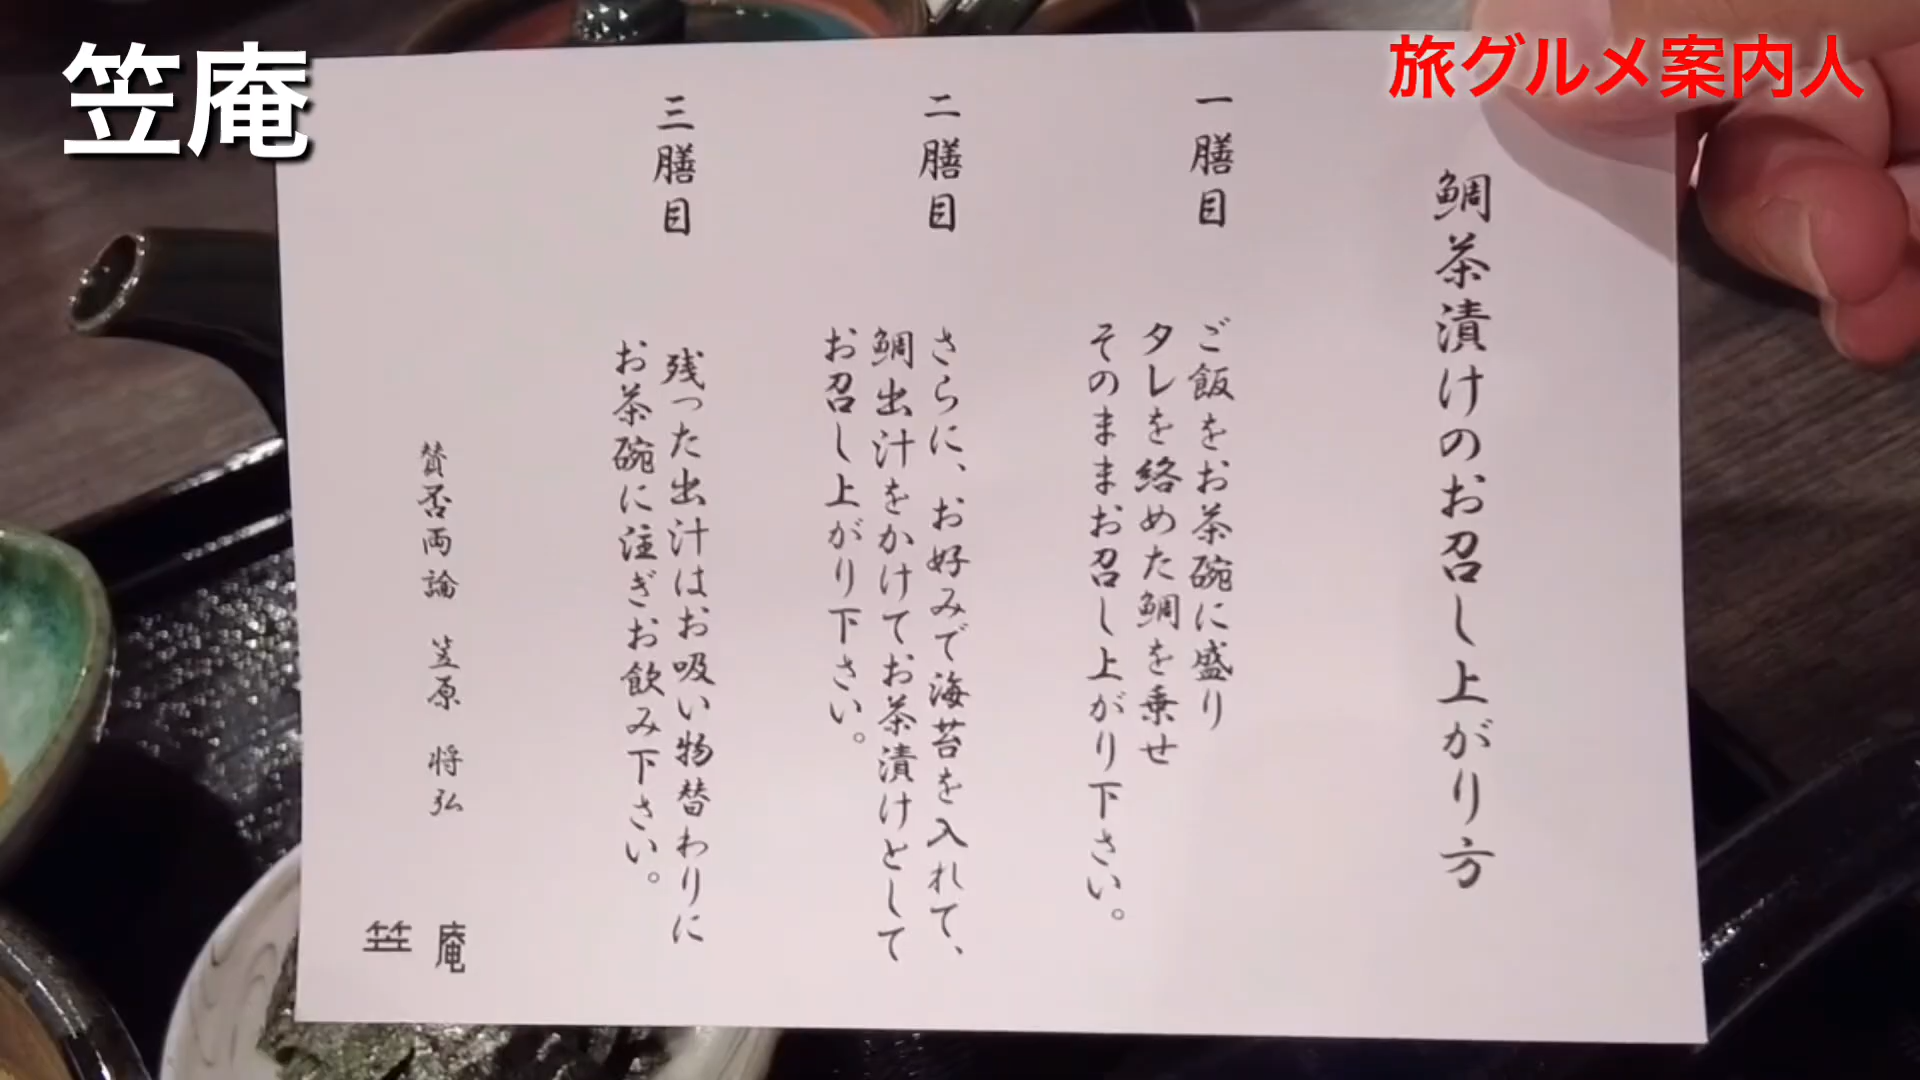 笠庵
旅グルメ案内人
鯛茶漬けのお召し上がり方
一膳目
ご飯をお茶碗に盛り
タレを絡めた鯛を乗せ
そのままお召し上がり下さい。
二膳目
さらに、お好みで海苔を入れて、
鯛出汁をかけてお茶漬けとして
お召し上がり下さい。
三膳目
残った出汁はお吸い物替わりに
お茶碗に注ぎお飲み下さい。
賛否両論 笠原 将弘
笠庵